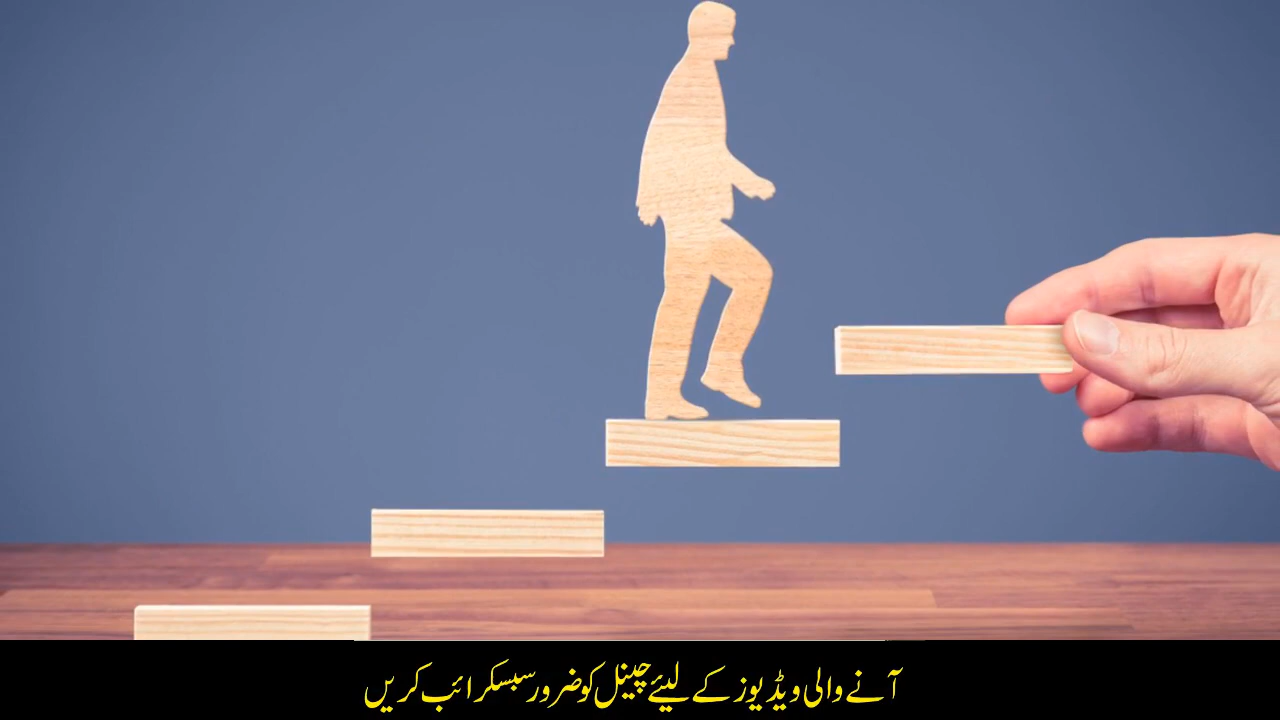 آنے والی ویڈیوز کے لیئے چینل کو ضرور سبسکرائب کریں